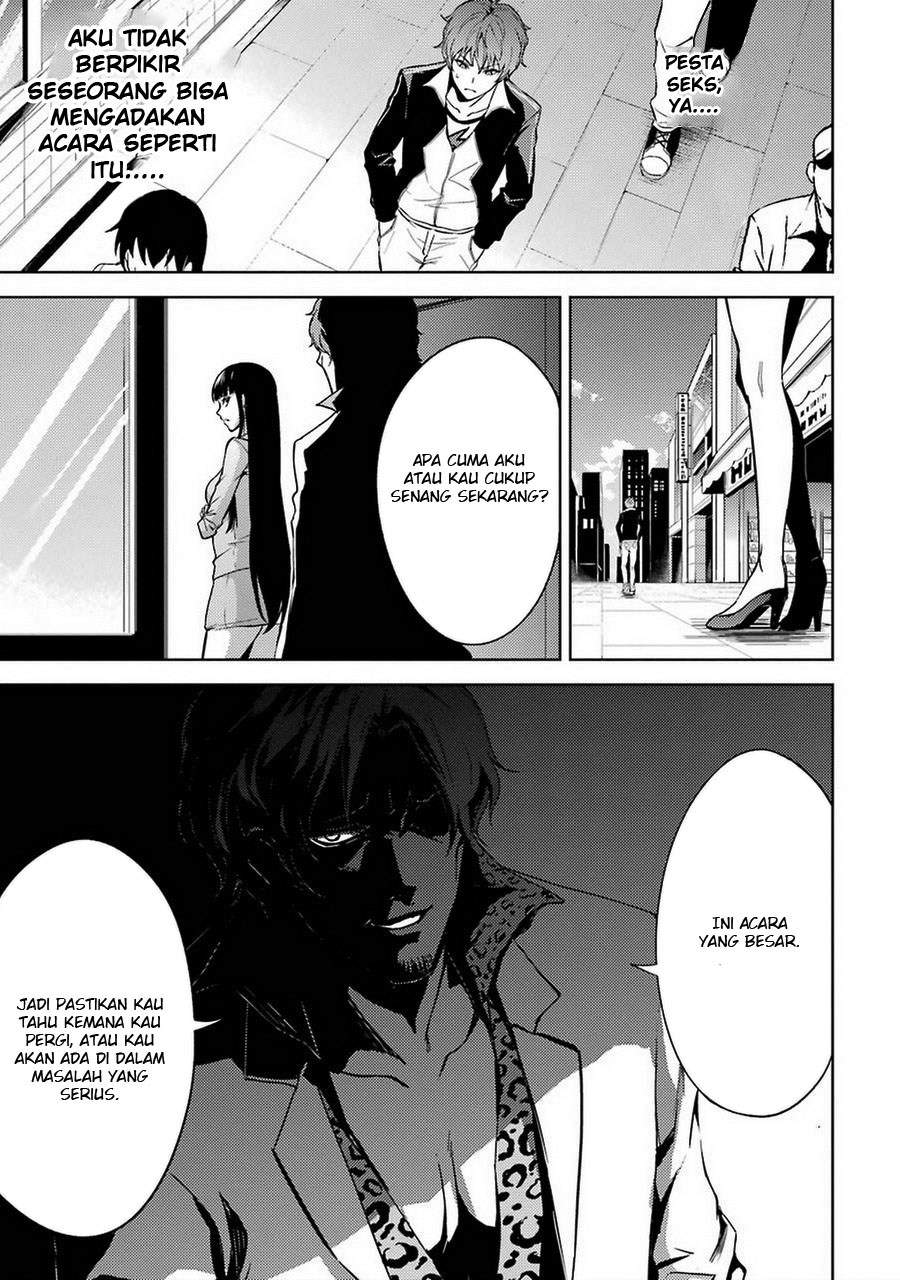 PESTA
SEKS,
YA....
AKU TIDAK
BERPIKIR
SESEORANG BISA
MENGADAKAN
ACARA SEPERTI
ITU.....
APA CUMA AKU
ATAU KAU CUKUP
SENANG SEKARANG?
INI ACARA
YANG BESAR.
JADI PASTIKAN KAU
TAHU KEMANA KAU
PERGI, ATAU KAU
AKAN ADA DI DALAM
MASALAH YANG
SERIUS.